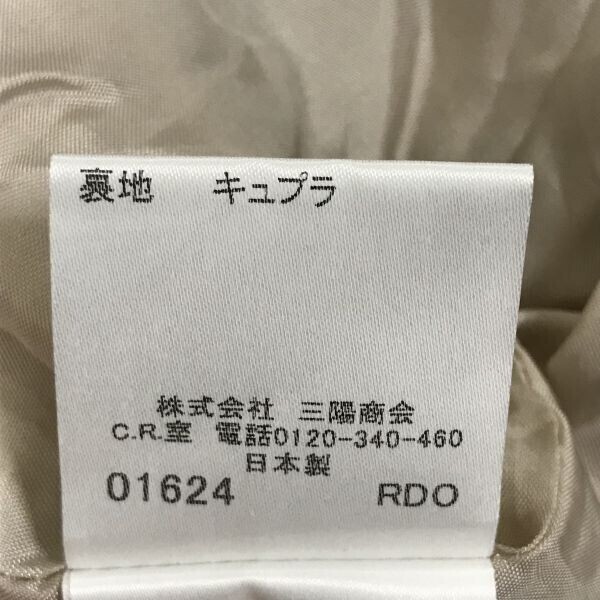 裏地 キュプラ
株式会社 三陽商会
C.R.室 電話0120-340-460
日本製
01624 RDO